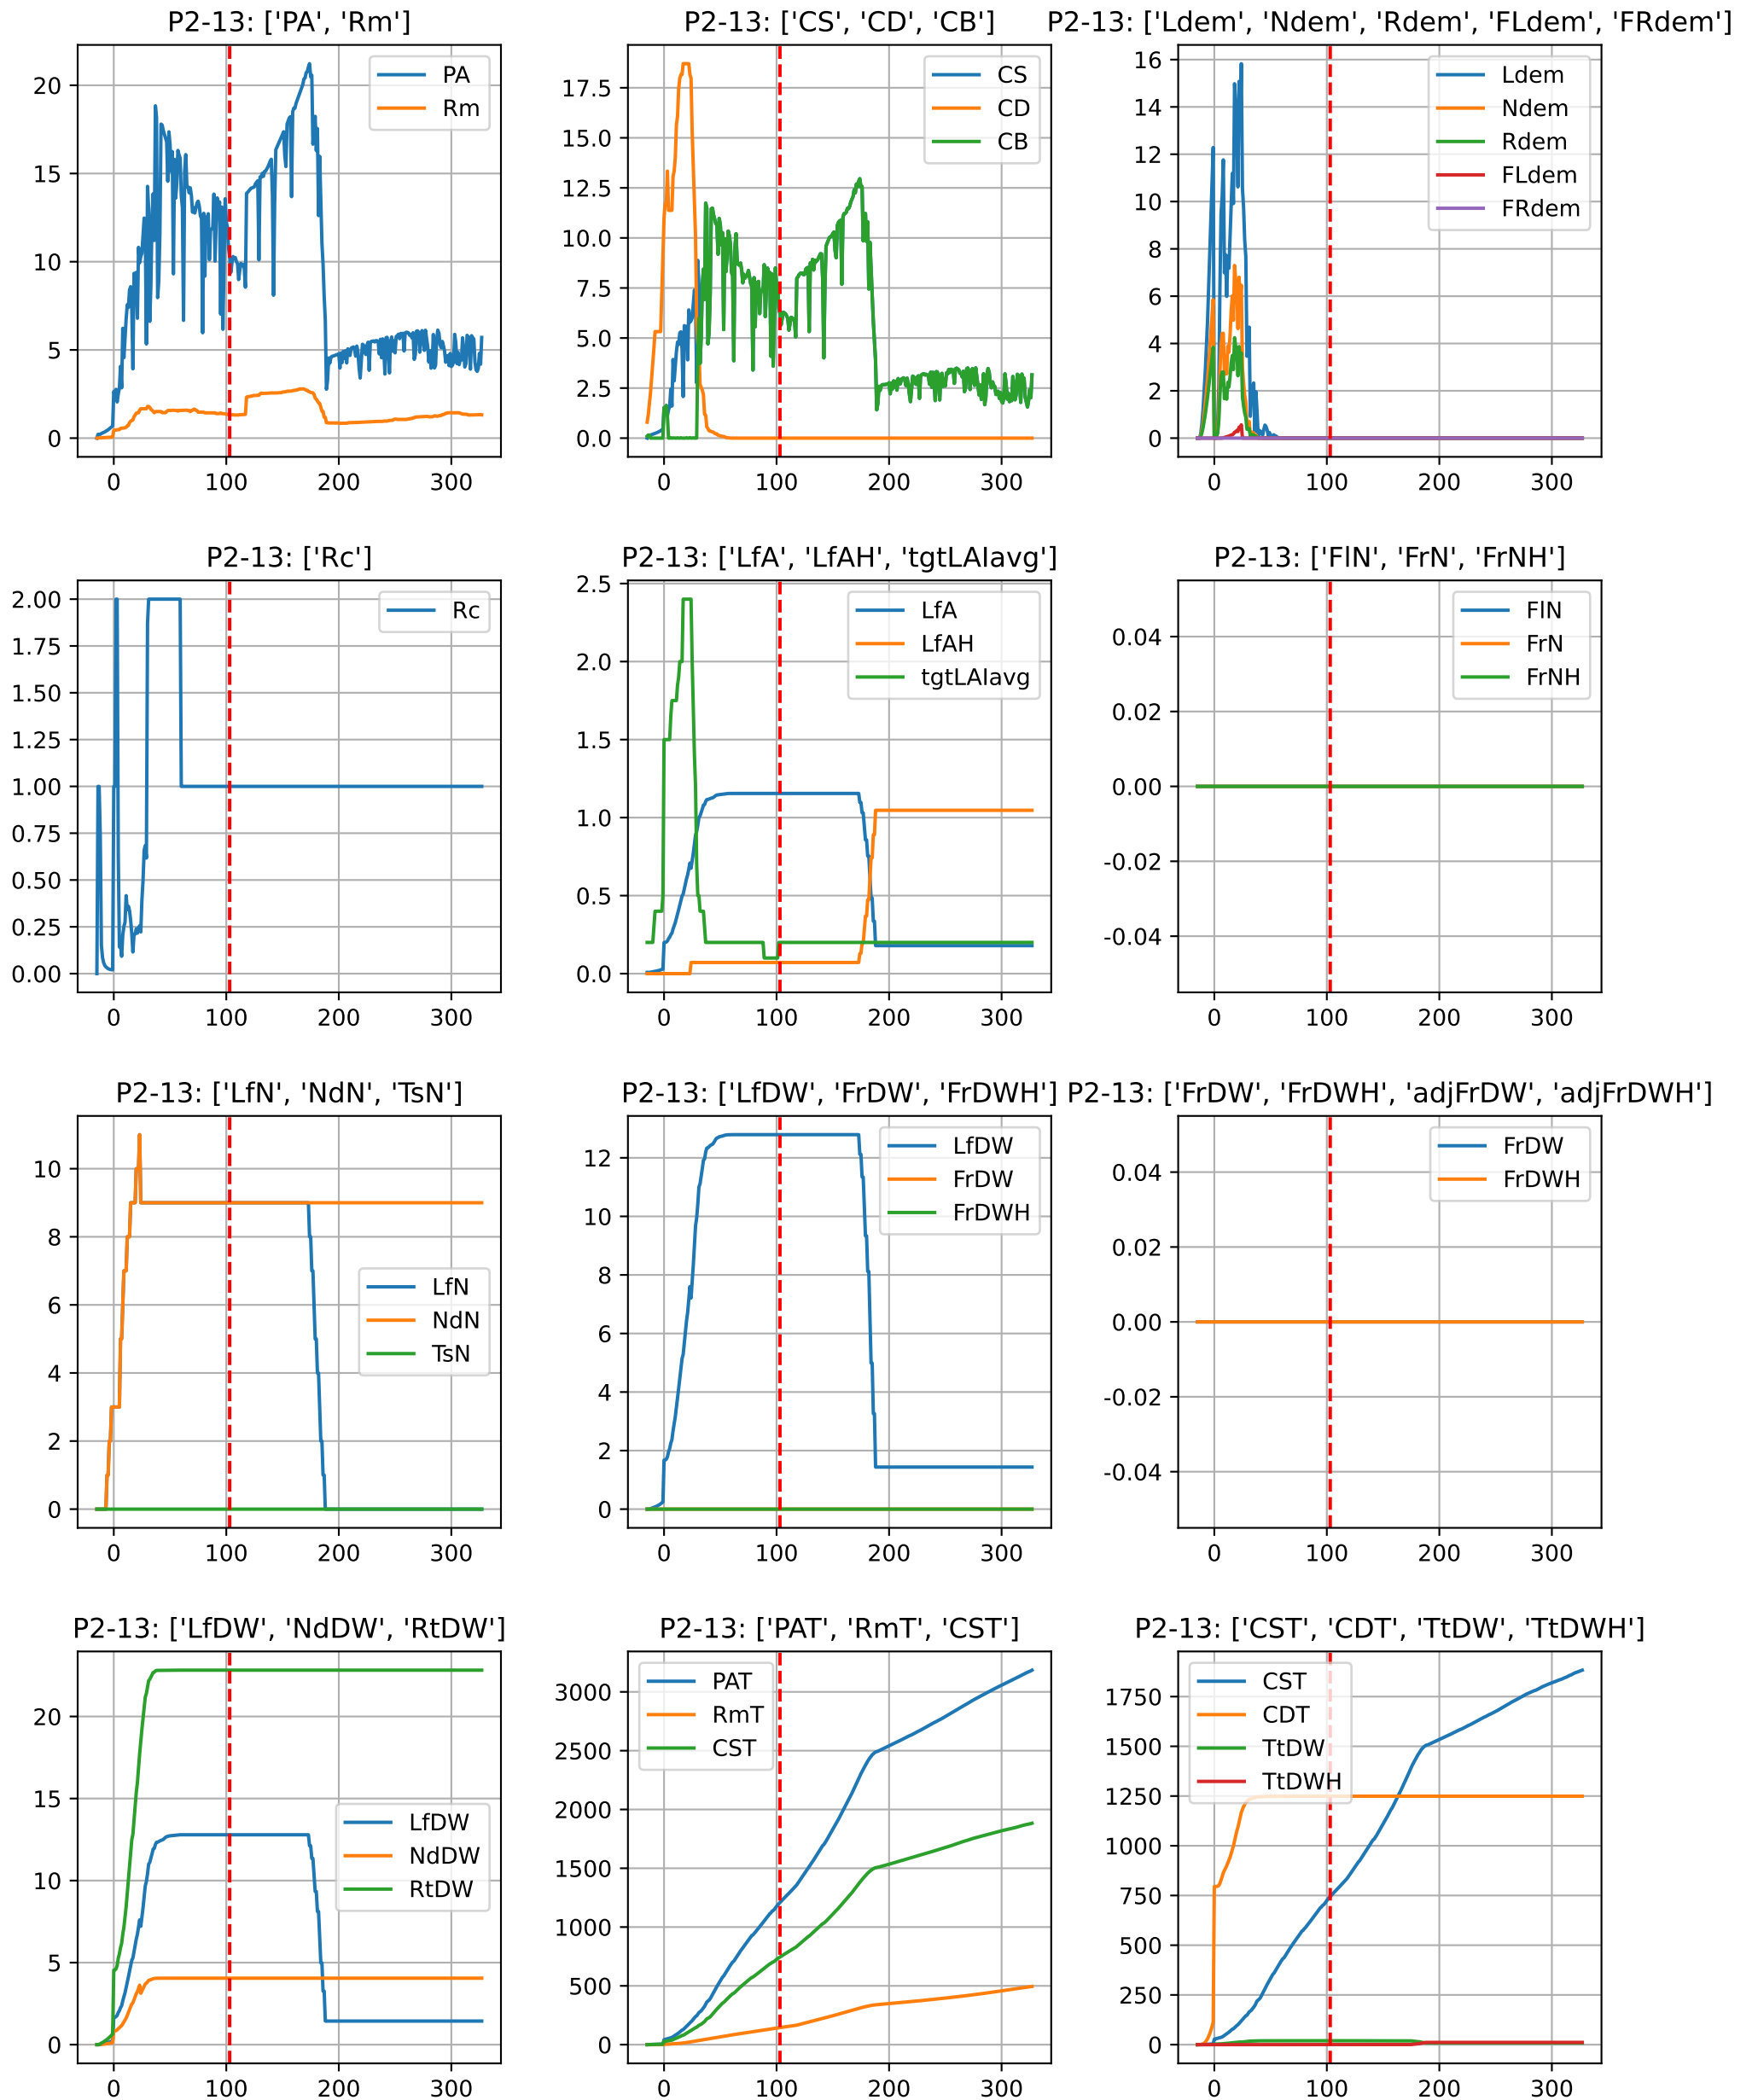 P2-13: ['PA', 'Rm']
PA
Rm
20
15
10
5
0
0 100 200 300
P2-13: ['CS', 'CD', 'CB']
CS
CD
CB
17.5
15.0
12.5
10.0
7.5
5.0
2.5
0.0
0 100 200 300
P2-13: ['Ldem', 'Ndem', 'Rdem', 'FLdem', 'FRdem']
Ldem
Ndem
Rdem
FLdem
FRdem
16
14
12
10
8
6
4
2
0
0 100 200 300
P2-13: ['Rc']
Rc
2.00
1.75
1.50
1.25
1.00
0.75
0.50
0.25
0.00
0 100 200 300
P2-13: ['LfA', 'LfAH', 'tgtLAIavg']
LfA
LfAH
tgtLAIavg
2.5
2.0
1.5
1.0
0.5
0.0
0 100 200 300
P2-13: ['FlN', 'FrN', 'FrNH']
FlN
FrN
FrNH
0.04
0.02
0.00
-0.02
-0.04
0 100 200 300
P2-13: ['LfN', 'NdN', 'TsN']
LfN
NdN
TsN
10
8
6
4
2
0
0 100 200 300
P2-13: ['LfDW', 'FrDW', 'FrDWH']
LfDW
FrDW
FrDWH
12
10
8
6
4
2
0
0 100 200 300
P2-13: ['FrDW', 'FrDWH', 'adjFrDW', 'adjFrDWH']
FrDW
FrDWH
0.04
0.02
0.00
-0.02
-0.04
0 100 200 300
P2-13: ['LfDW', 'NdDW', 'RtDW']
LfDW
NdDW
RtDW
20
15
10
5
0
0 100 200 300
P2-13: ['PAT', 'RmT', 'CST']
PAT
RmT
CST
3000
2500
2000
1500
1000
500
0
0 100 200 300
P2-13: ['CST', 'CDT', 'TtDW', 'TtDWH']
CST
CDT
TtDW
TtDWH
1750
1500
1250
1000
750
500
250
0
0 100 200 300